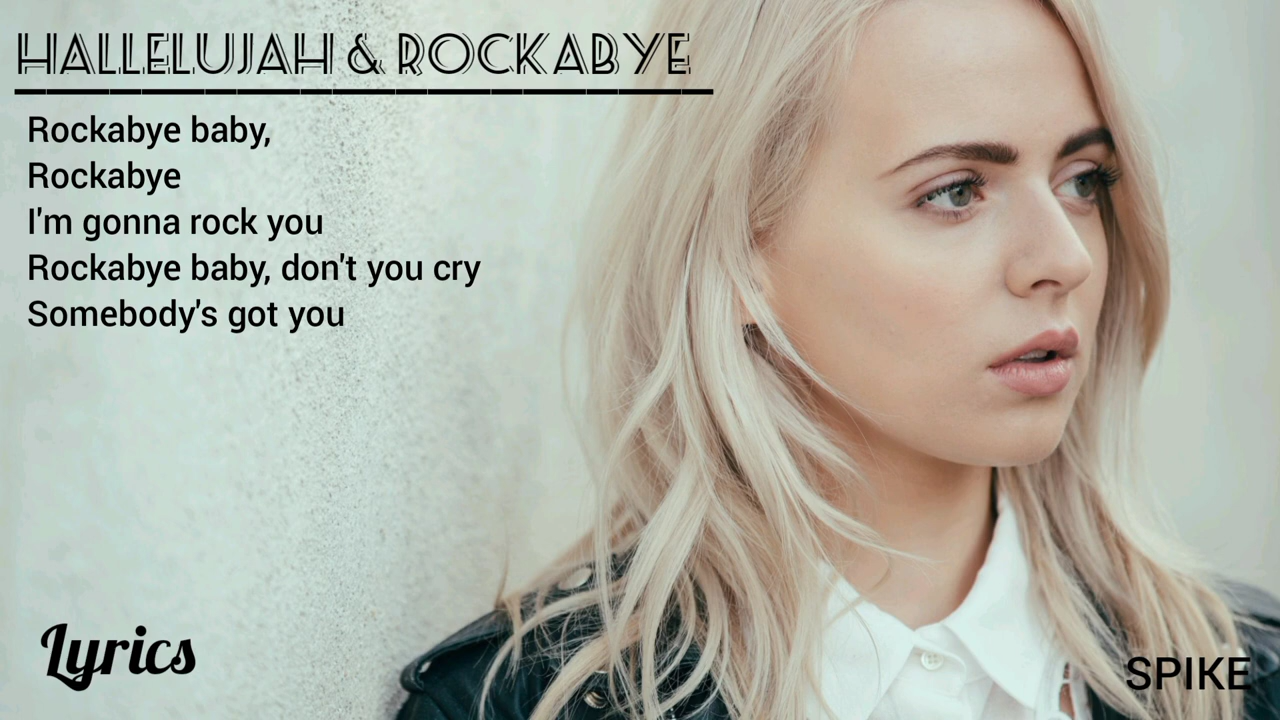 HALLELUJAH & ROCKABYE
Rockabye baby,
Rockabye
I'm gonna rock you
Rockabye baby, don't you cry
Somebody's got you
Lyrics
SPIKE